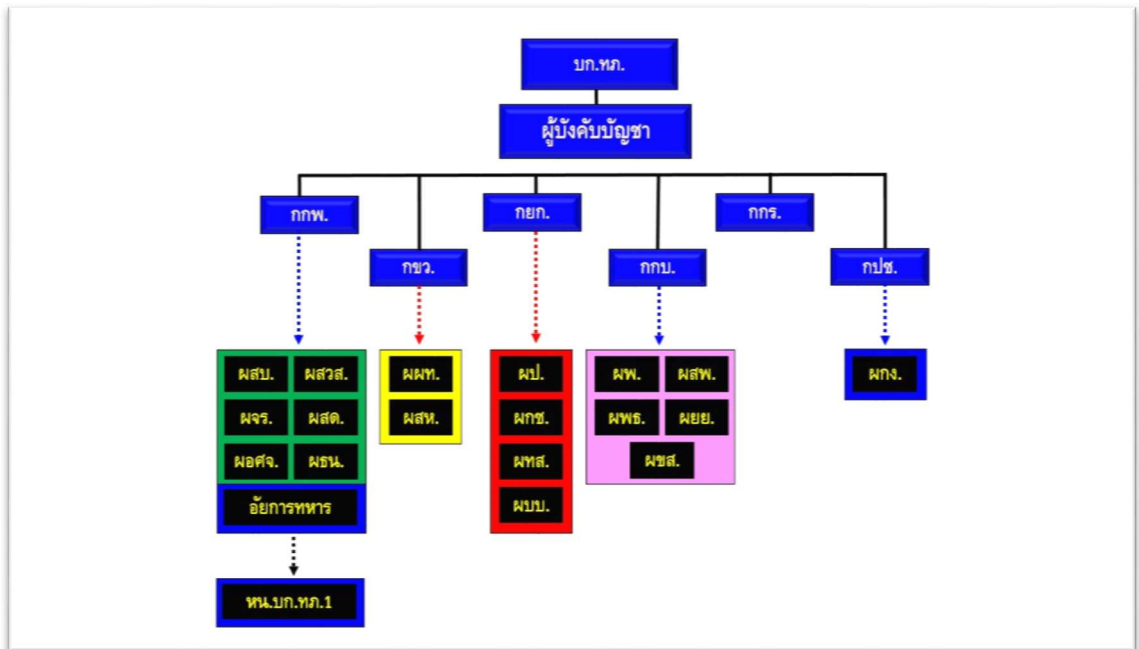 บก.ทภ.
ผู้บังคับบัญชา
กกพ.
กยก.
กกร.
กขว.
กกบ.
กปช.
ผสบ. ผสวส.
ผจร. ผสด.
ผอศจ. ผธน.
อัยการทหาร
หน.บก.ทภ.1
ผผท.
ผสห.
ผป.
ผกช.
ผทส.
ผบบ.
ผพ. ผสพ.
ผพธ. ผยย.
ผขส.
ผกง.